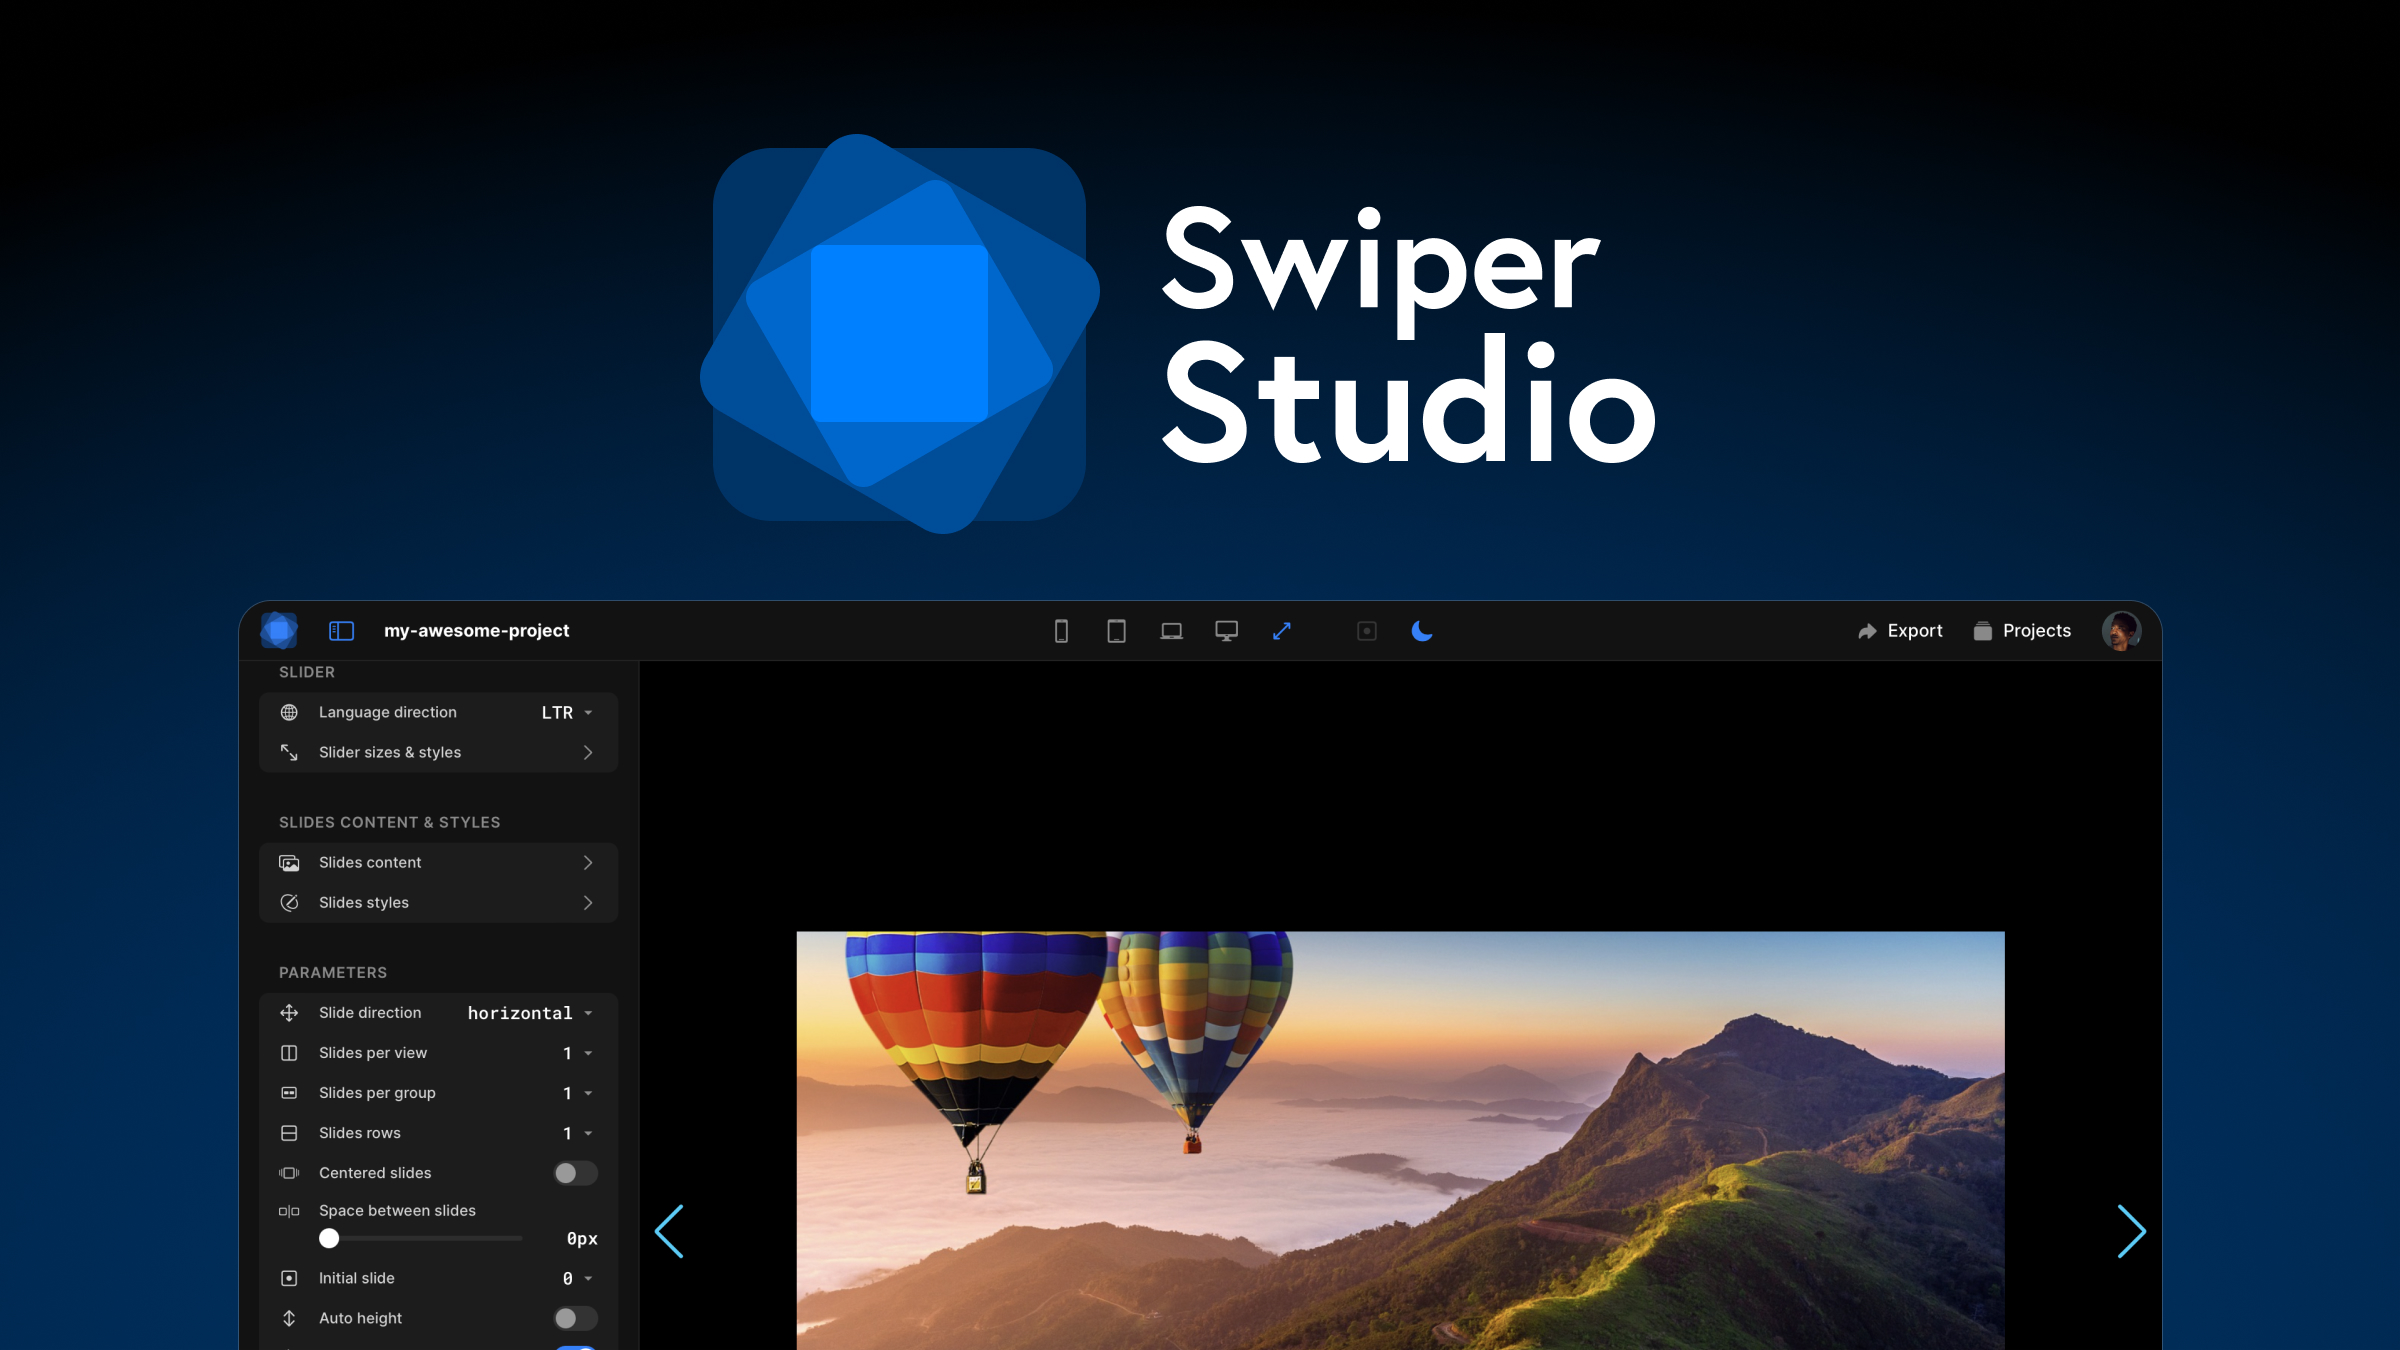 Swiper
Studio
my-awesome-project
Export
Projects
SLIDER
Language direction LTR
Slider sizes & styles
SLIDES CONTENT & STYLES
Slides content
Slides styles
PARAMETERS
Slide direction horizontal
Slides per view 1
Slides per group 1
Slides rows 1
Centered slides
Space between slides
0px
Initial slide 0
Auto height